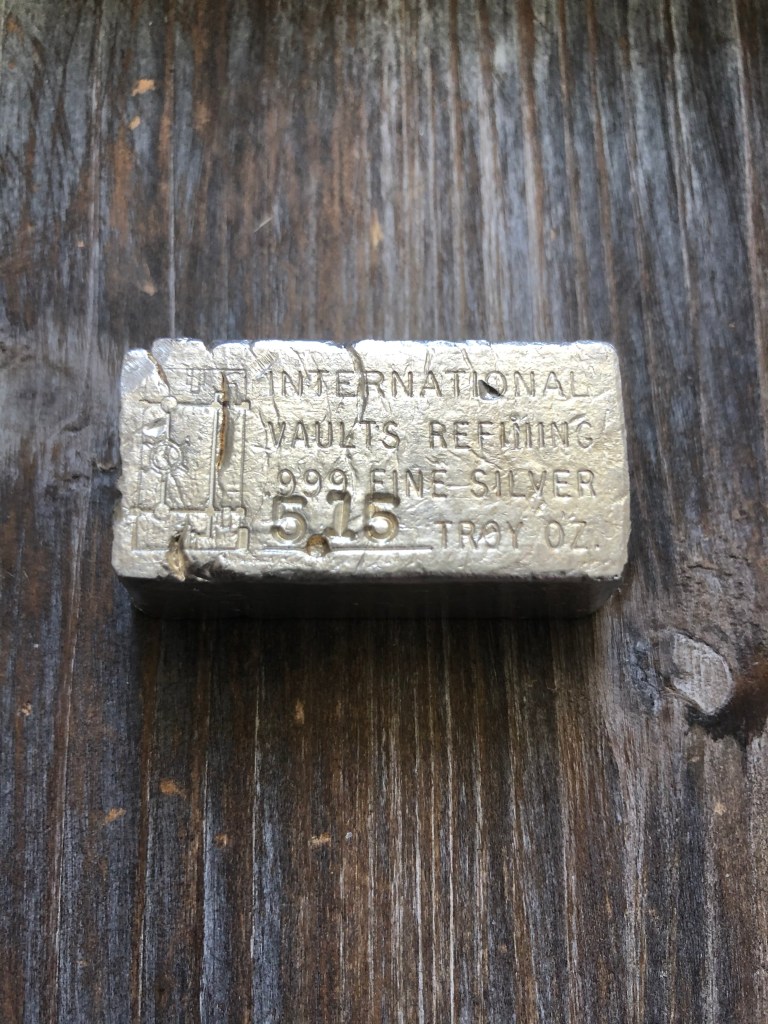 INTERNATIONAL
VAULTS REFINING
.999 FINE SILVER
5.15 TROY OZ.